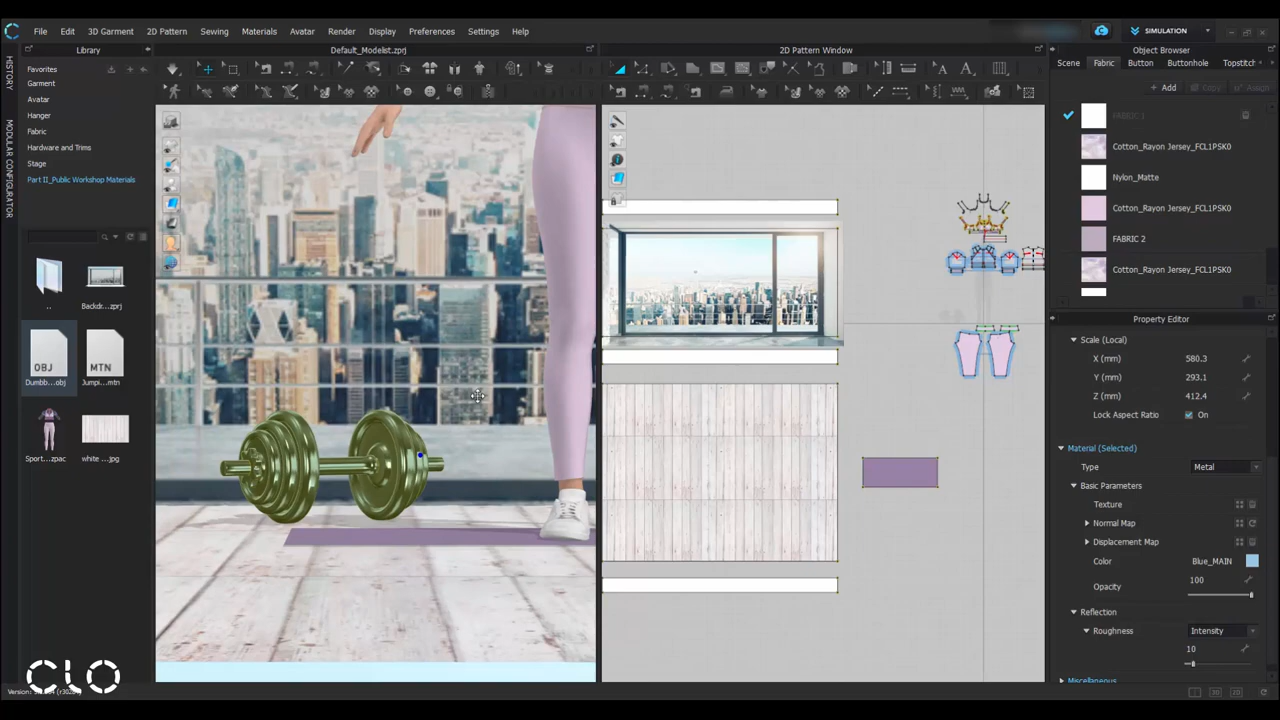 File Edit 3D Garment 2D Pattern Sewing Materials Avatar Render Display Preferences Settings Help
SIMULATION
Library
Default_Modelist.zprj
2D Pattern Window
Object Browser
HISTORY
MODULAR CONFIGURATOR
Favorites
Garment
Avatar
Hanger
Fabric
Hardware and Trims
Stage
Part II_Public Workshop Materials
..
Backdr...zprj
OBJ
MTN
Dumbb...obj
Jumpi...mtn
Sport...zpac
white ...jpg
Scene Fabric Button Buttonhole Topstitch
+ Add Copy Assign
FABRIC 1
Cotton_Rayon Jersey_FCL1PSK0
Nylon_Matte
Cotton_Rayon Jersey_FCL1PSK0
FABRIC 2
Cotton_Rayon Jersey_FCL1PSK0
Property Editor
Scale (Local)
X (mm) 580.3
Y (mm) 293.1
Z (mm) 412.4
Lock Aspect Ratio On
Material (Selected)
Type Metal
Basic Parameters
Texture
Normal Map
Displacement Map
Color Blue_MAIN
Opacity 100
Reflection
Roughness Intensity
10
Miscellaneous
CLO